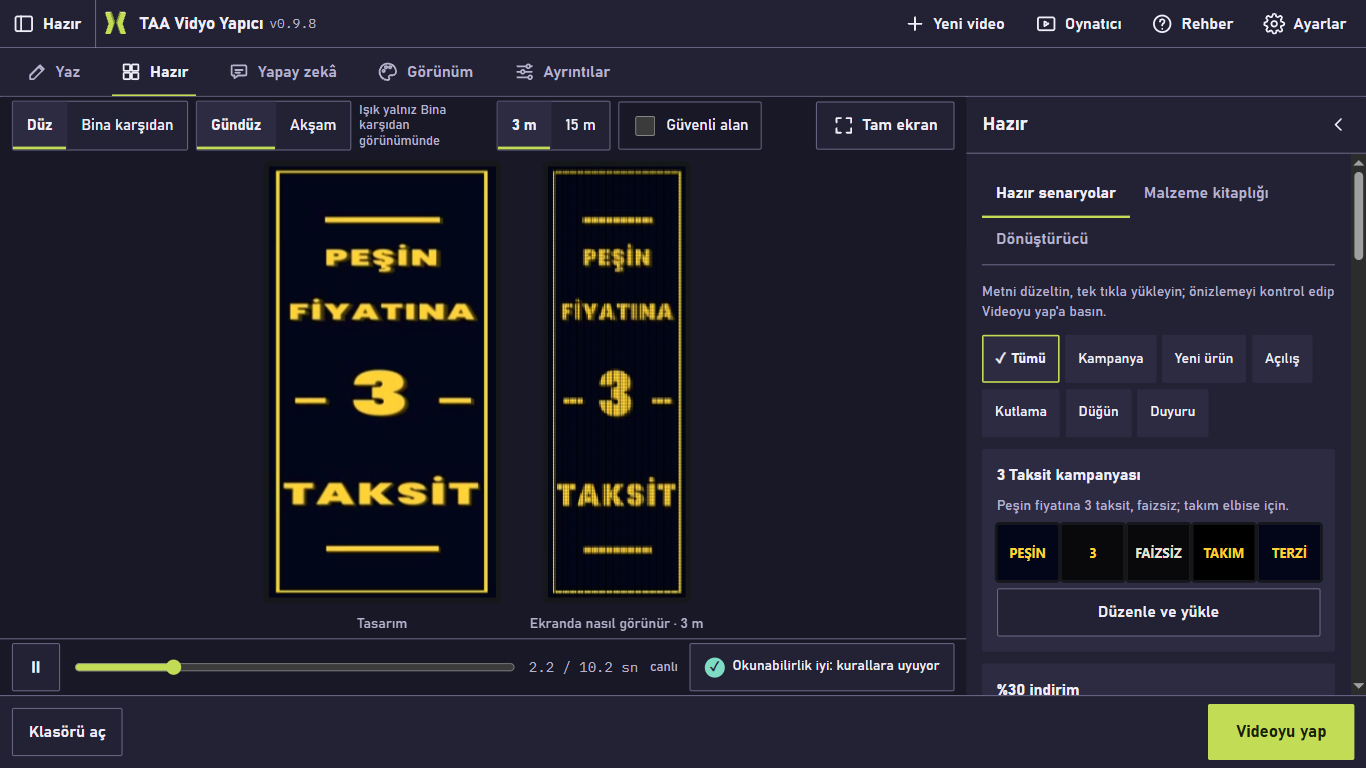 Hazır
TAA Vidyo Yapıcı v0.9.8
Yeni video
Oynatıcı
Rehber
Ayarlar
Yaz
Hazır
Yapay zekâ
Görünüm
Ayrıntılar
Düz
Bina karşıdan
Gündüz
Akşam
Işık yalnız Bina
karşıdan
görünümünde
3 m
15 m
Güvenli alan
Tam ekran
PEŞİN
FİYATINA
3
TAKSİT
Tasarım
PEŞİN
FİYATINA
3
TAKSİT
Ekranda nasıl görünür · 3 m
2.2 / 10.2 sn
canlı
Okunabilirlik iyi: kurallara uyuyor
Hazır
Hazır senaryolar
Malzeme kitaplığı
Dönüştürücü
Metni düzeltin, tek tıkla yükleyin; önizlemeyi kontrol edip
Videoyu yap'a basın.
✓ Tümü
Kampanya
Yeni ürün
Açılış
Kutlama
Düğün
Duyuru
3 Taksit kampanyası
Peşin fiyatına 3 taksit, faizsiz; takım elbise için.
PEŞİN
3
FAİZSİZ
TAKIM
TERZİ
Düzenle ve yükle
%30 indirim
Klasörü aç
Videoyu yap